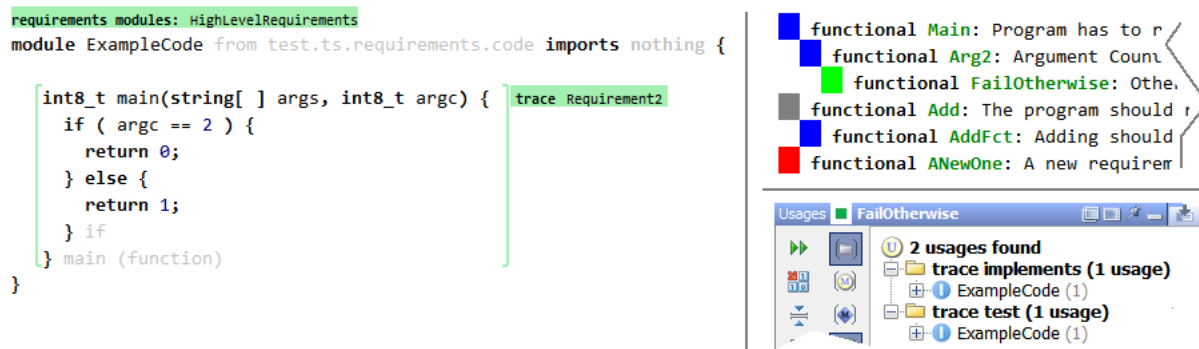 requirements modules: HighLevelRequirements
module ExampleCode from test.ts.requirements.code imports nothing {
int8_t main(string[ ] args, int8_t argc) { trace Requirement2
if ( argc == 2 ) {
return 0;
} else {
return 1;
} if
} main (function)
}
functional Main: Program has to
functional Arg2: Argument
functional FailOtherwise:
functional Add: The program should
functional AddFct: Adding should
functional ANewOne: A new
Usages FailOtherwise
2 usages found
trace implements (1 usage)
ExampleCode (1)
trace test (1 usage)
ExampleCode (1)